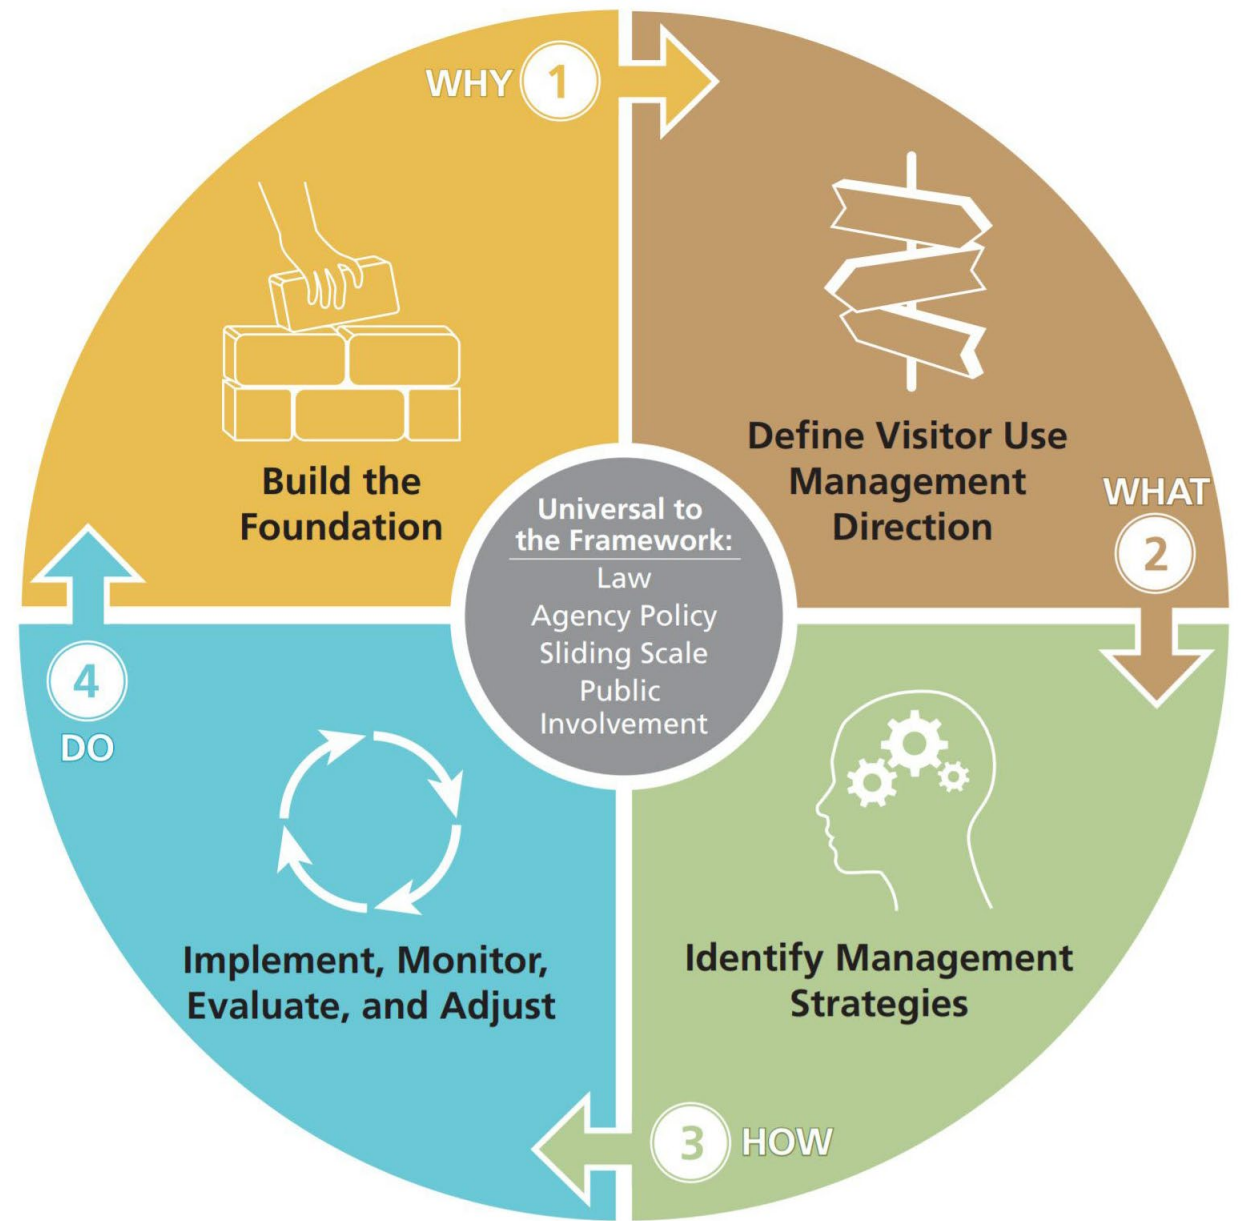 WHY 1
Build the
Foundation
Define Visitor Use
Management
Direction
WHAT
2
Universal to
the Framework:
Law
Agency Policy
Sliding Scale
Public
Involvement
Identify Management
Strategies
3 HOW
4
DO
Implement, Monitor,
Evaluate, and Adjust